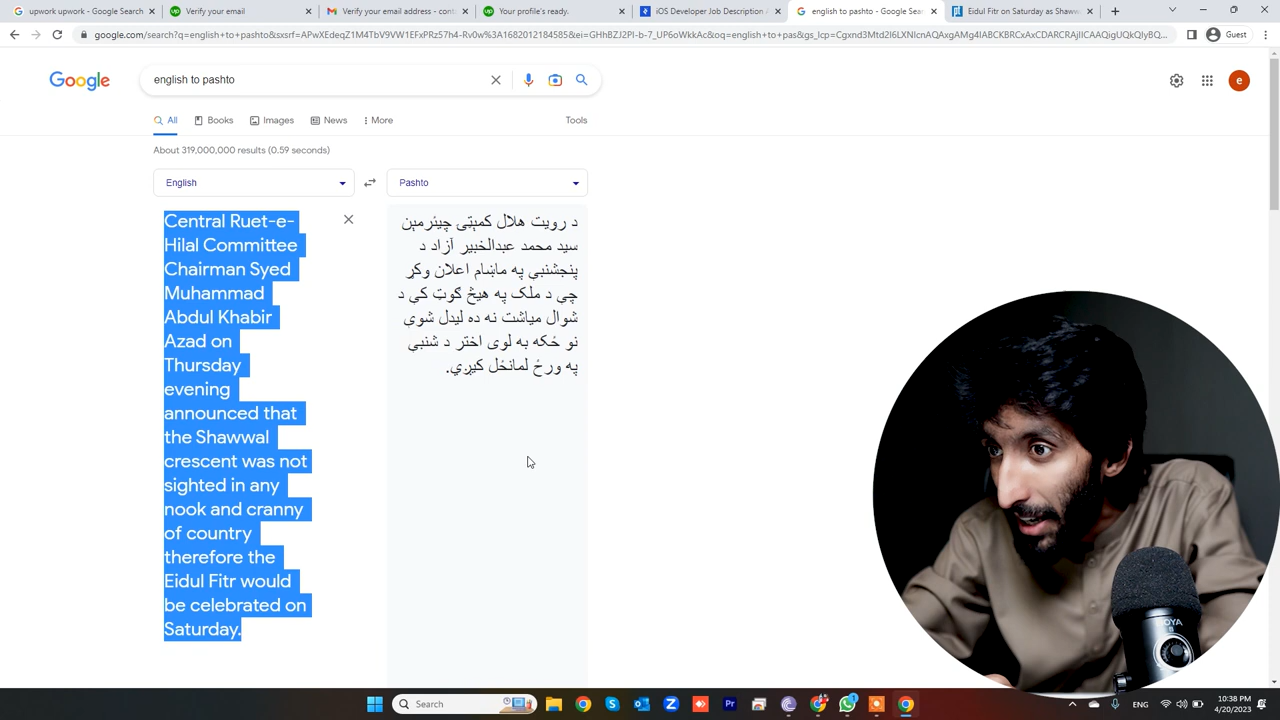 upwork upwork - Google Search
Verify your email
Verify your email address - cont
Your profile's ready.
iOS Developer Job Description
english to pashto - Google Sear
Eidul Fitr on Saturday as Shaww
Guest
Google
english to pashto
e
All
Books
Images
News
More
Tools
About 319,000,000 results (0.59 seconds)
English
Pashto
Central Ruet-e-
Hilal Committee
Chairman Syed
Muhammad
Abdul Khabir
Azad on
Thursday
evening
announced that
the Shawwal
crescent was not
sighted in any
nook and cranny
of country
therefore the
Eidul Fitr would
be celebrated on
Saturday.
د رویت هلال کمېټې چیئرمېن
سید محمد عبدالخبیر آزاد د
پنجشنبې په ماښام اعلان وکړ
چې د ملک په هیڅ ګوټ کې د
شوال میاشت نه ده لیدل شوې
نو ځکه به لوی اختر د شنبې
په ورځ لمانځل کیږي.
BOYA
Search
ENG
10:38 PM
4/20/2023